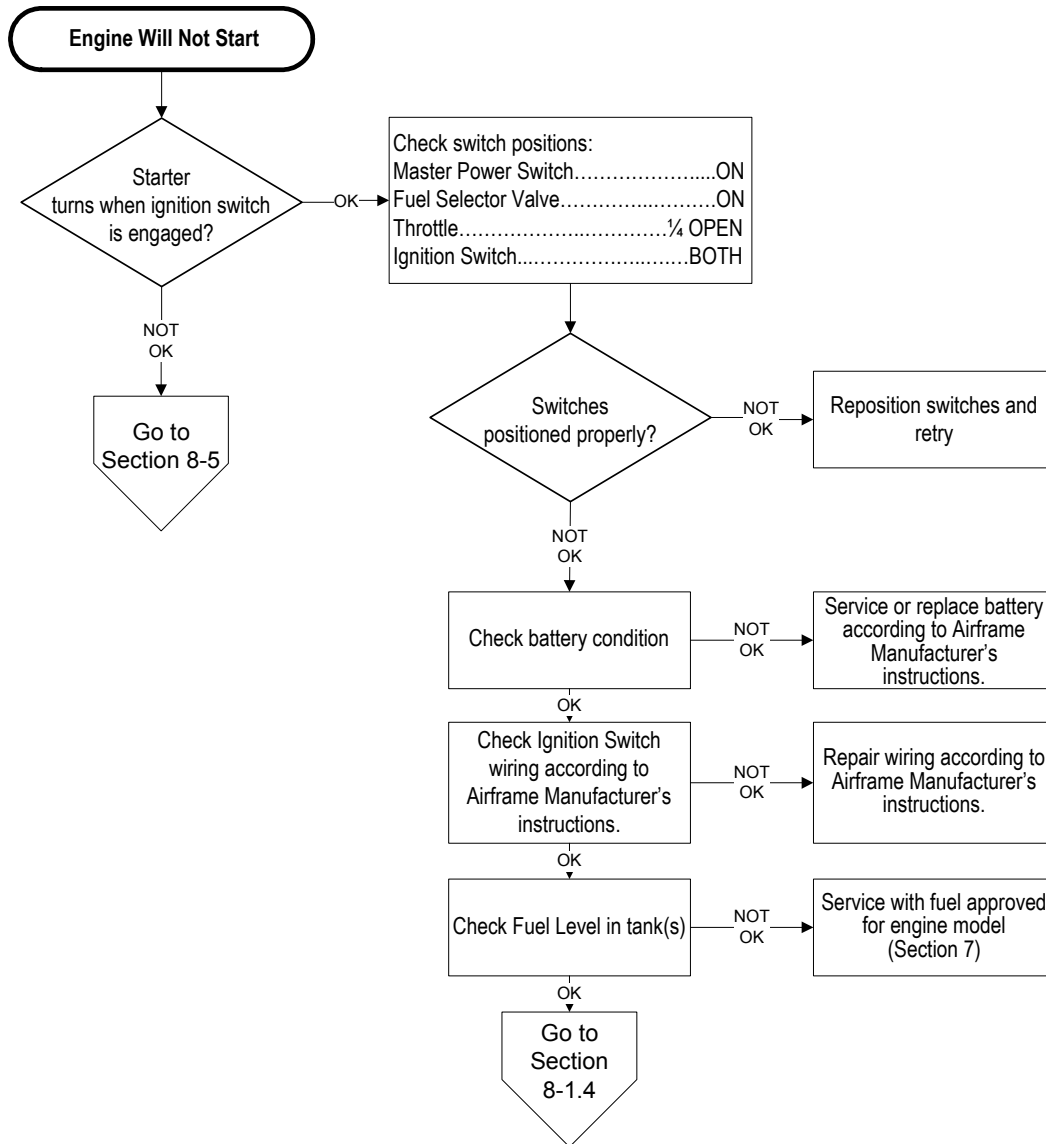 Engine Will Not Start
Starter
turns when ignition switch
is engaged?
OK
Check switch positions:
Master Power Switch…………………....ON
Fuel Selector Valve…………...……….ON
Throttle………………...…………¼ OPEN
Ignition Switch...………….…..….…BOTH
NOT
OK
Go to
Section 8-5
Switches
positioned properly?
NOT
OK
Reposition switches and
retry
NOT
OK
Check battery condition
NOT
OK
Service or replace battery
according to Airframe
Manufacturer’s
instructions.
OK
Check Ignition Switch
wiring according to
Airframe Manufacturer’s
instructions.
NOT
OK
Repair wiring according to
Airframe Manufacturer’s
instructions.
OK
Check Fuel Level in tank(s)
NOT
OK
Service with fuel approved
for engine model
(Section 7)
OK
Go to
Section
8-1.4